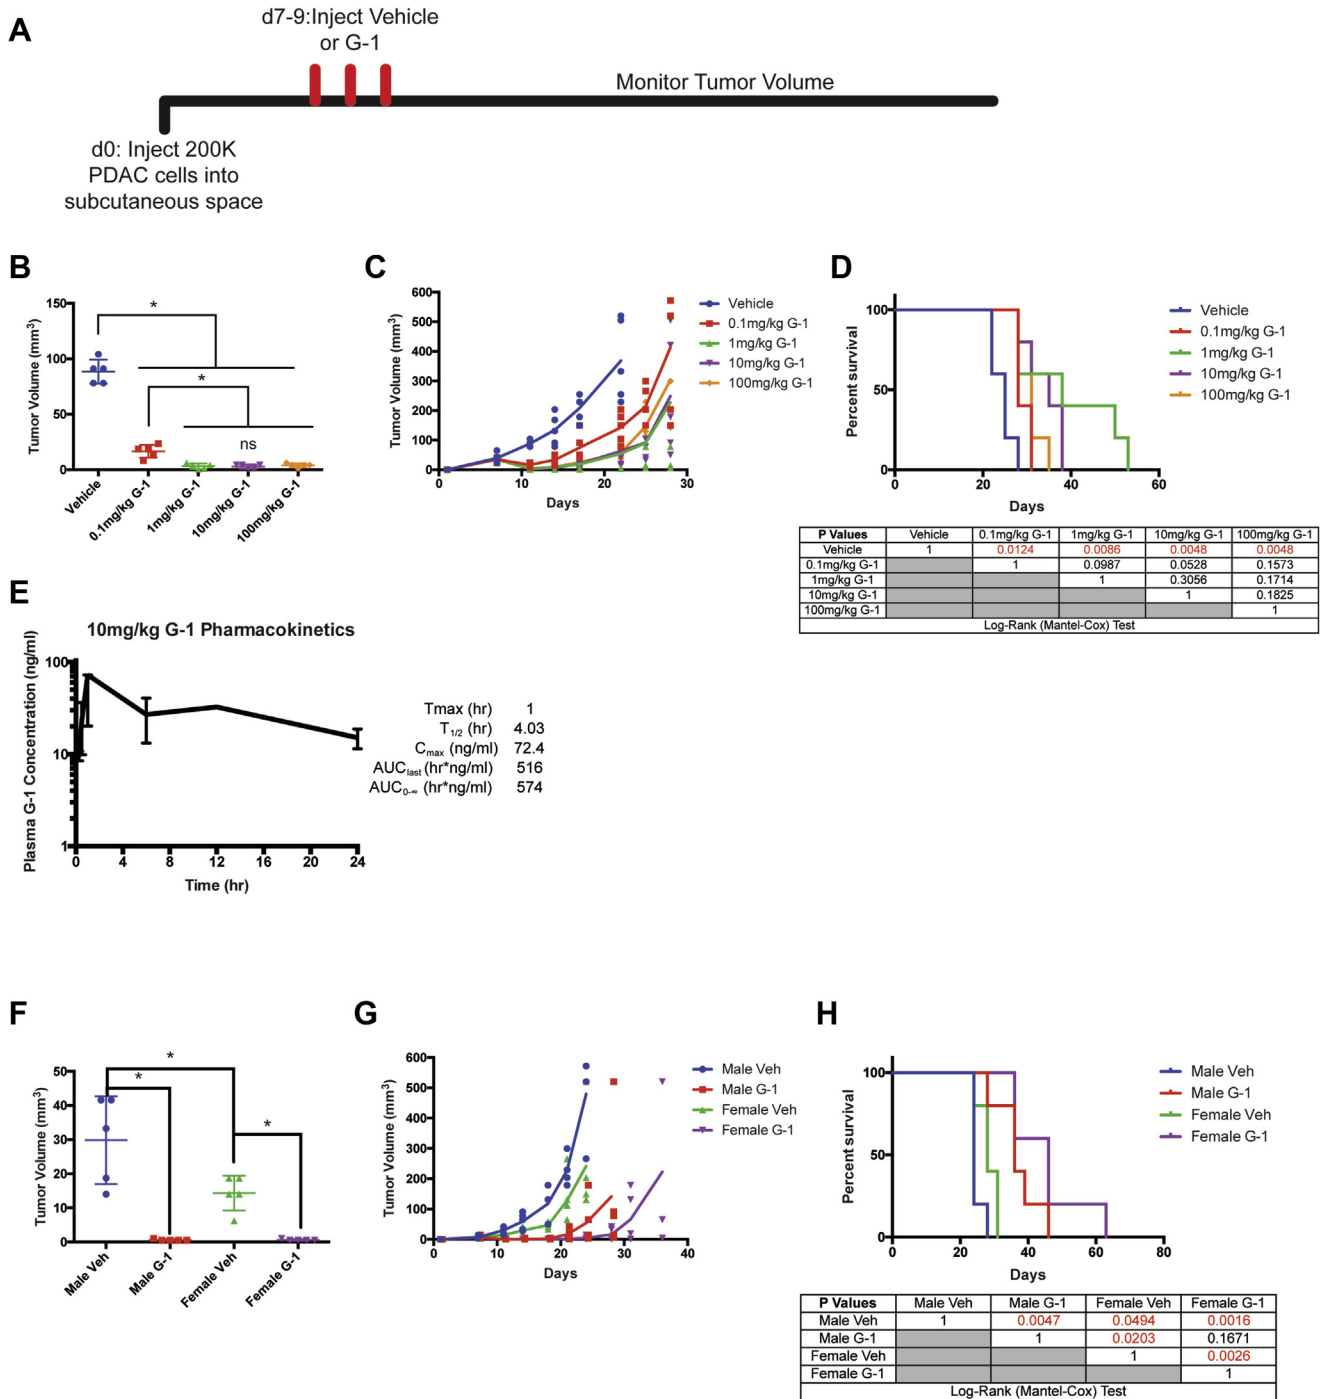 A
d7-9:Inject Vehicle
or G-1
Monitor Tumor Volume
d0: Inject 200K
PDAC cells into
subcutaneous space
B
Tumor Volume (mm³)
150
100
50
0
*
*
ns
Vehicle
0.1mg/kg G-1
1mg/kg G-1
10mg/kg G-1
100mg/kg G-1
C
Tumor Volume (mm³)
600
500
400
300
200
100
0
0 10 20 30
Days
Vehicle
0.1mg/kg G-1
1mg/kg G-1
10mg/kg G-1
100mg/kg G-1
D
Percent survival
100
50
0
0 20 40 60
Days
Vehicle
0.1mg/kg G-1
1mg/kg G-1
10mg/kg G-1
100mg/kg G-1
P Values Vehicle 0.1mg/kg G-1 1mg/kg G-1 10mg/kg G-1 100mg/kg G-1
Vehicle 1 0.0124 0.0086 0.0048 0.0048
0.1mg/kg G-1 1 0.0987 0.0528 0.1573
1mg/kg G-1 1 0.3056 0.1714
10mg/kg G-1 1 0.1825
100mg/kg G-1 1
Log-Rank (Mantel-Cox) Test
E
10mg/kg G-1 Pharmacokinetics
Plasma G-1 Concentration (ng/ml)
100
10
1
0 4 8 12 16 20 24
Time (hr)
Tmax (hr) 1
T1/2 (hr) 4.03
Cmax (ng/ml) 72.4
AUClast (hr*ng/ml) 516
AUC0-∞ (hr*ng/ml) 574
F
Tumor Volume (mm³)
50
40
30
20
10
0
*
*
*
Male Veh
Male G-1
Female Veh
Female G-1
G
Tumor Volume (mm³)
600
500
400
300
200
100
0
0 10 20 30 40
Days
Male Veh
Male G-1
Female Veh
Female G-1
H
Percent survival
100
50
0
0 20 40 60 80
Days
Male Veh
Male G-1
Female Veh
Female G-1
P Values Male Veh Male G-1 Female Veh Female G-1
Male Veh 1 0.0047 0.0494 0.0016
Male G-1 1 0.0203 0.1671
Female Veh 1 0.0026
Female G-1 1
Log-Rank (Mantel-Cox) Test